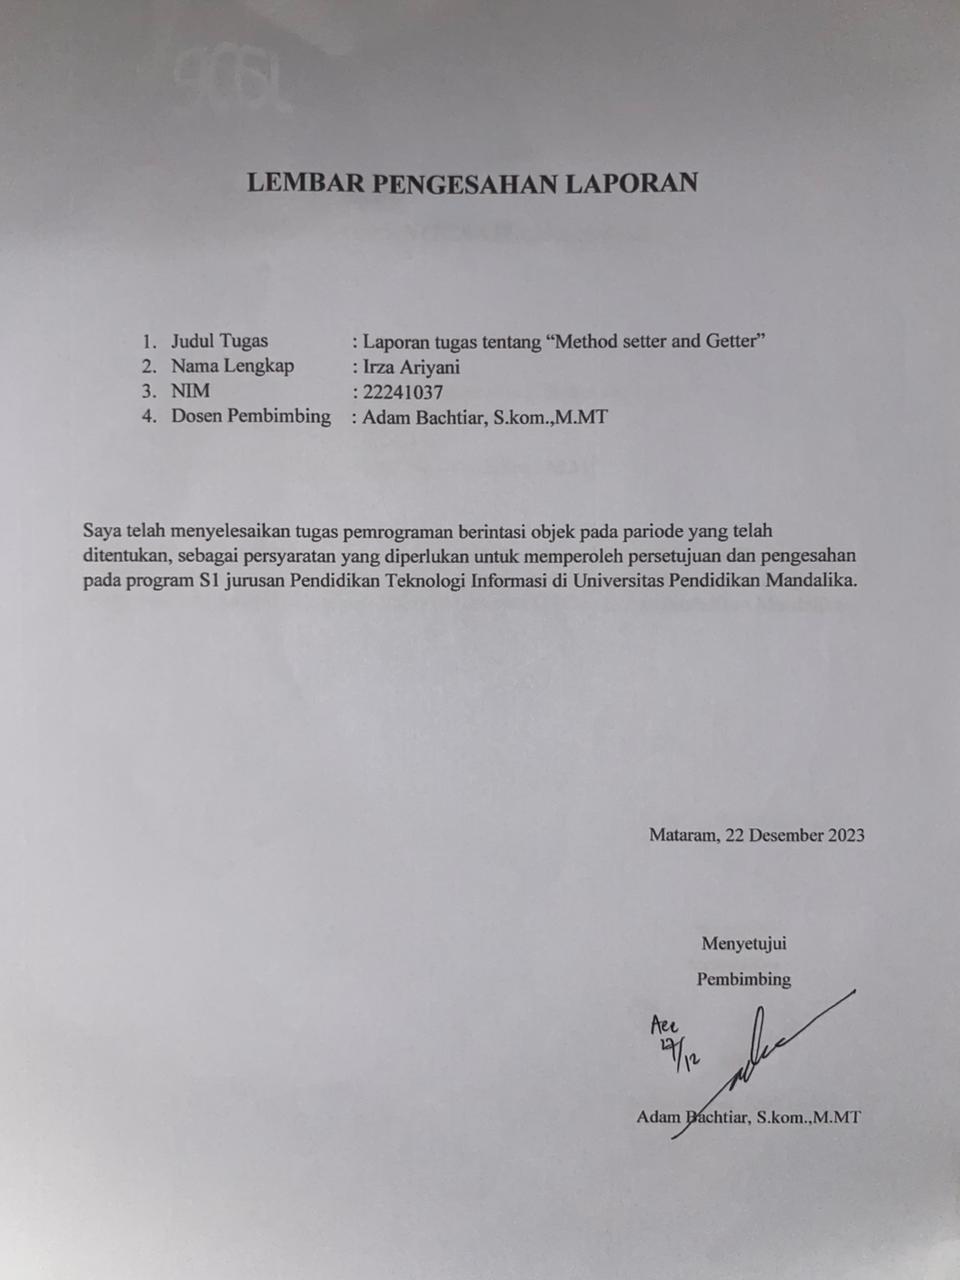 LEMBAR PENGESAHAN LAPORAN
1. Judul Tugas : Laporan tugas tentang “Method setter and Getter”
2. Nama Lengkap : Irza Ariyani
3. NIM : 22241037
4. Dosen Pembimbing : Adam Bachtiar, S.kom.,M.MT
Saya telah menyelesaikan tugas pemrograman berintasi objek pada pariode yang telah
ditentukan, sebagai persyaratan yang diperlukan untuk memperoleh persetujuan dan pengesahan
pada program S1 jurusan Pendidikan Teknologi Informasi di Universitas Pendidikan Mandalika.
Mataram, 22 Desember 2023
Menyetujui
Pembimbing
Acc
27/12
Adam Bachtiar, S.kom.,M.MT